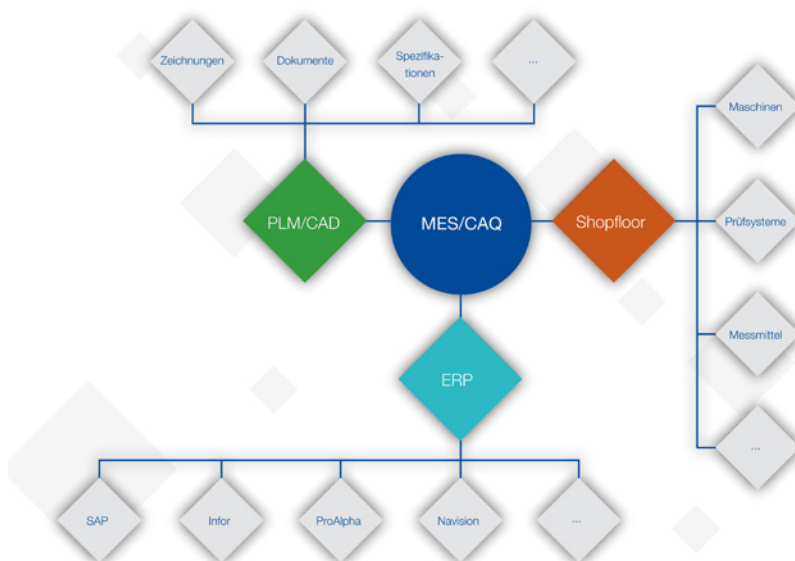 Zeichnungen
Dokumente
Spezifika-
tionen
...
Maschinen
PLM/CAD
MES/CAQ
Shopfloor
Prüfsysteme
Messmittel
ERP
...
SAP
Infor
ProAlpha
Navision
...